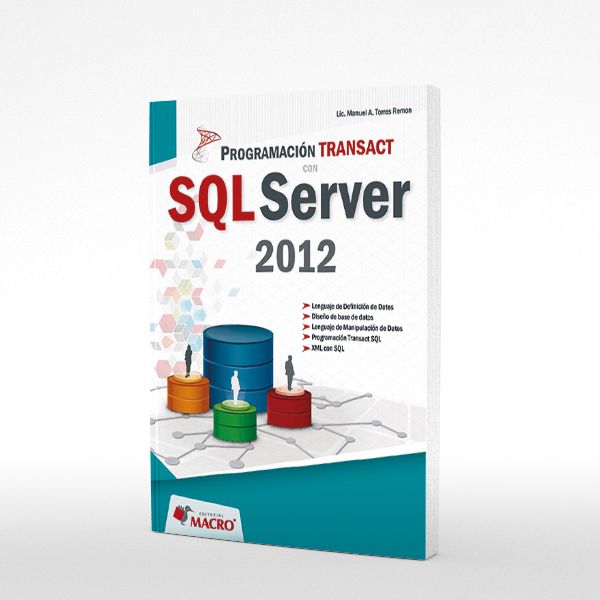 Lic. Manuel A. Torres Remon
PROGRAMACIÓN TRANSACT
CON
SQL Server
2012
Lenguaje de Definición de Datos
Diseño de base de datos
Lenguaje de Manipulación de Datos
Programación Transact SQL
XML con SQL
EDITORIAL
MACRO®